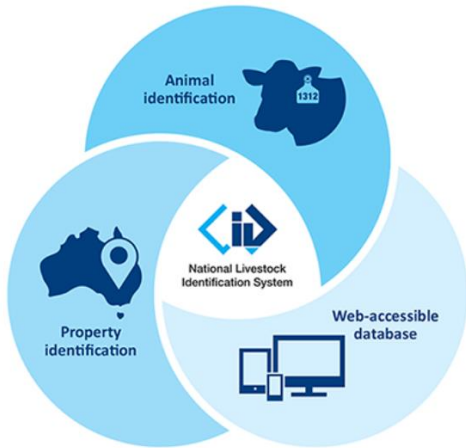 Animal
identification
1312
National Livestock
Identification System
Property
identification
Web-accessible
database